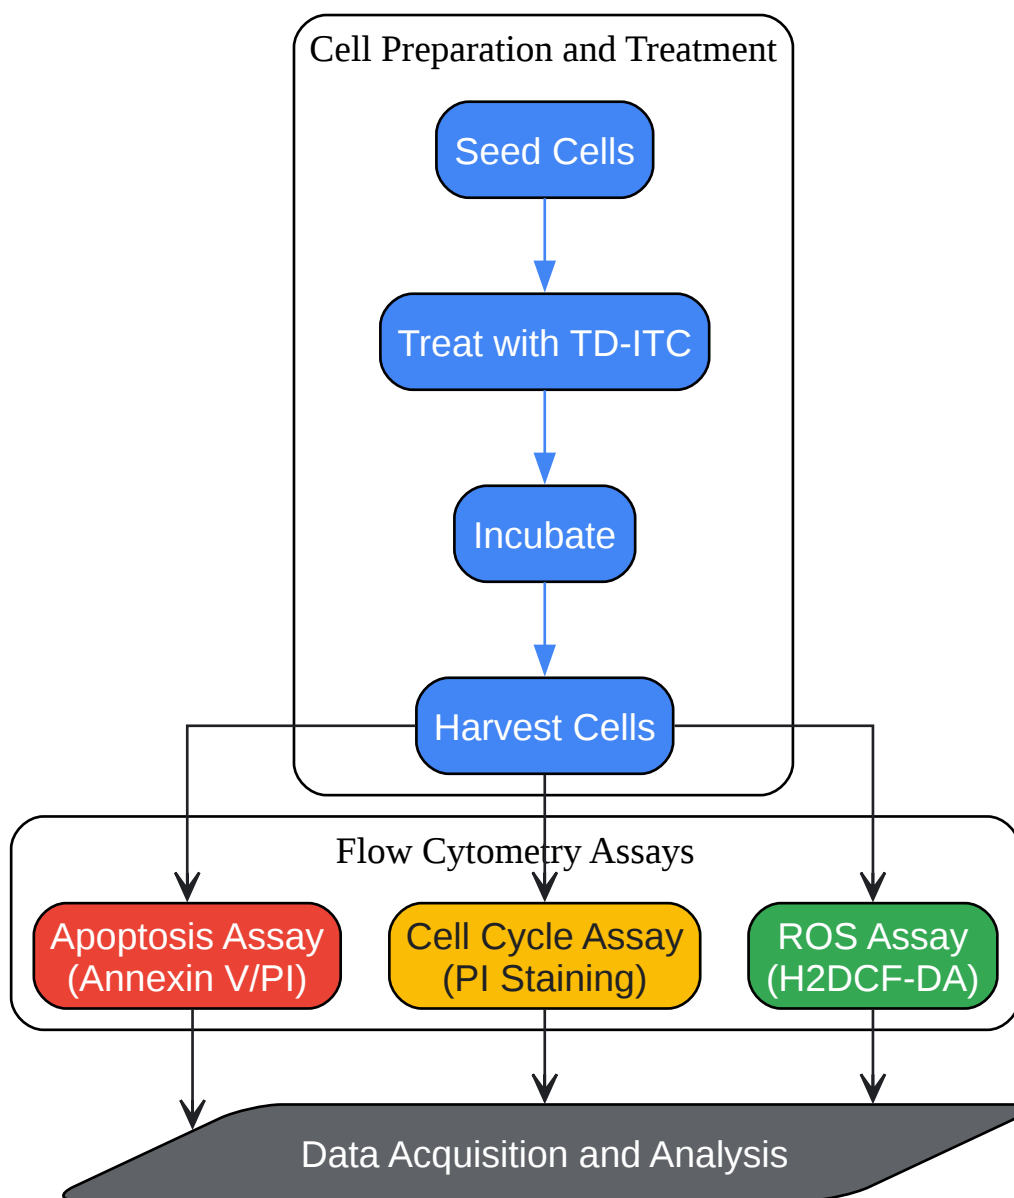 Cell Preparation and Treatment
Seed Cells
Treat with TD-ITC
Incubate
Harvest Cells
Flow Cytometry Assays
Apoptosis Assay
(Annexin V/PI)
Cell Cycle Assay
(PI Staining)
ROS Assay
(H2DCF-DA)
Data Acquisition and Analysis